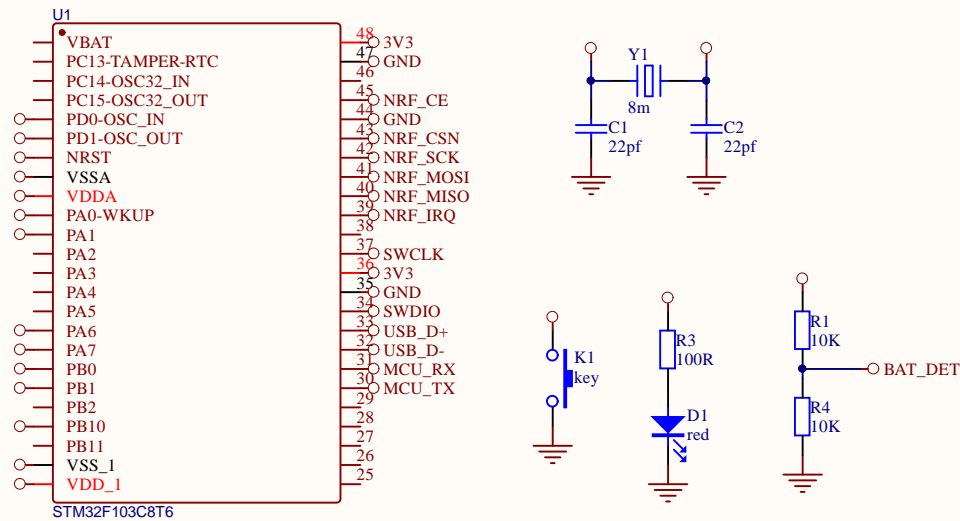 U1
VBAT 48 3V3
PC13-TAMPER-RTC 47 GND
PC14-OSC32_IN 46
PC15-OSC32_OUT 45 NRF_CE
PD0-OSC_IN 44 GND
PD1-OSC_OUT 43 NRF_CSN
NRST 42 NRF_SCK
VSSA 41 NRF_MOSI
VDDA 40 NRF_MISO
PA0-WKUP 39 NRF_IRQ
PA1 38
PA2 37 SWCLK
PA3 36 3V3
PA4 35 GND
PA5 34 SWDIO
PA6 33 USB_D+
PA7 32 USB_D-
PB0 31 MCU_RX
PB1 30 MCU_TX
PB2 29
PB10 28
PB11 27
VSS_1 26
VDD_1 25
STM32F103C8T6
Y1
8m
C1
22pf
C2
22pf
K1
key
R3
100R
D1
red
R1
10K
BAT_DET
R4
10K